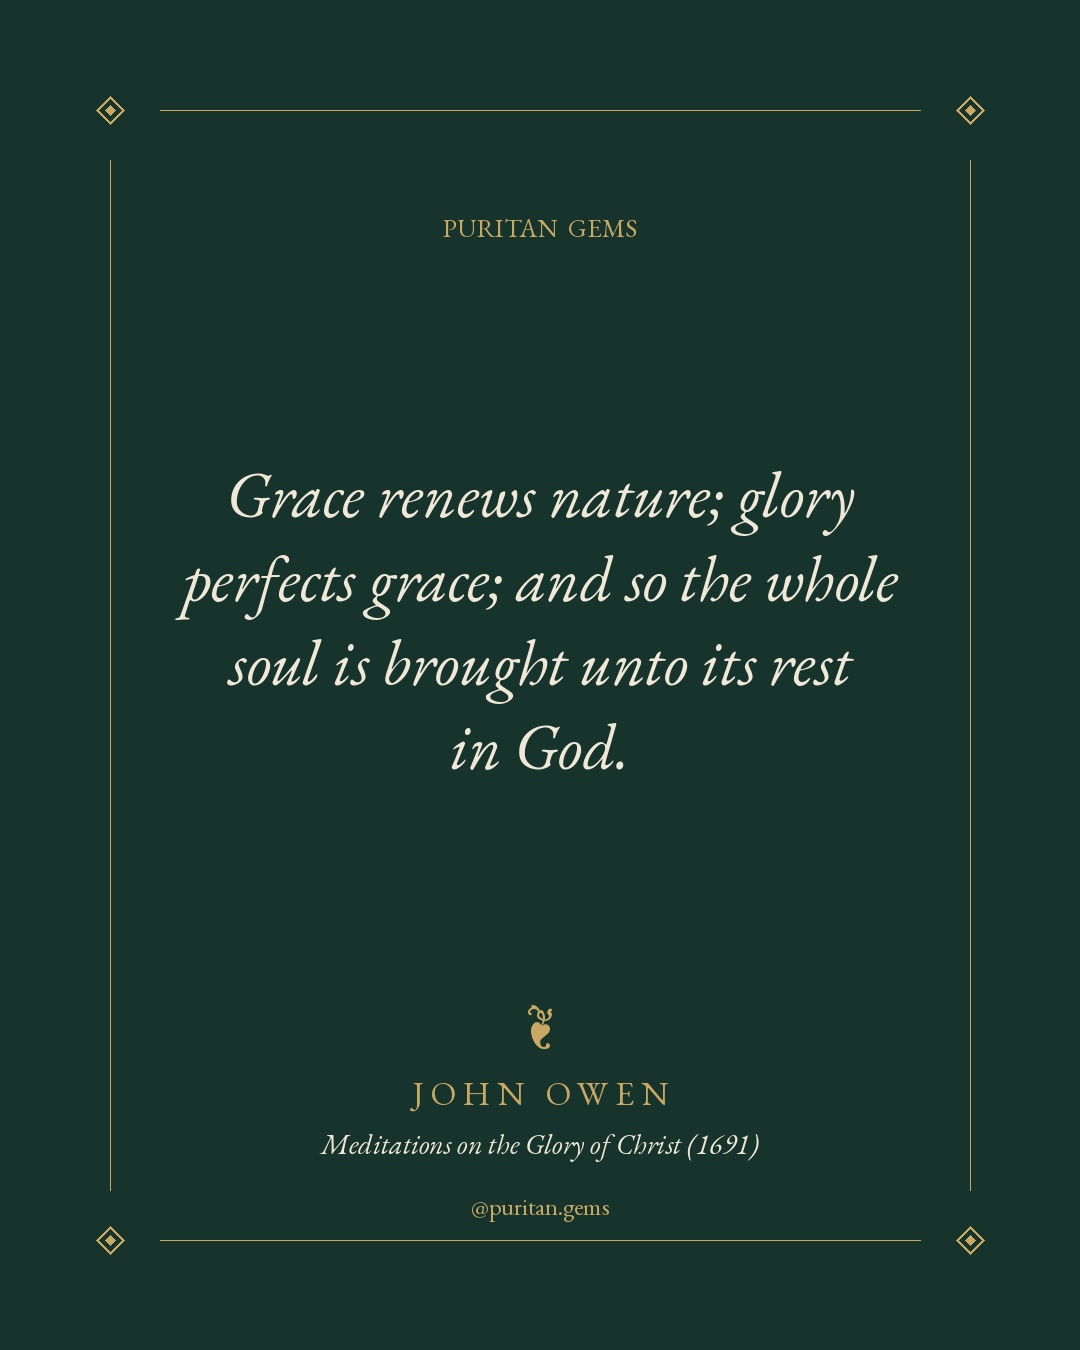 PURITAN GEMS
Grace renews nature; glory
perfects grace; and so the whole
soul is brought unto its rest
in God.
❦
JOHN OWEN
Meditations on the Glory of Christ (1691)
@puritan.gems